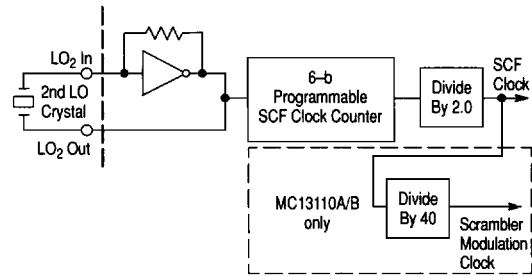 LO2 In
2nd LO
Crystal
LO2 Out
6–b
Programmable
SCF Clock Counter
Divide
By 2.0
SCF
Clock
MC13110A/B
only
Divide
By 40
Scrambler
Modulation
Clock